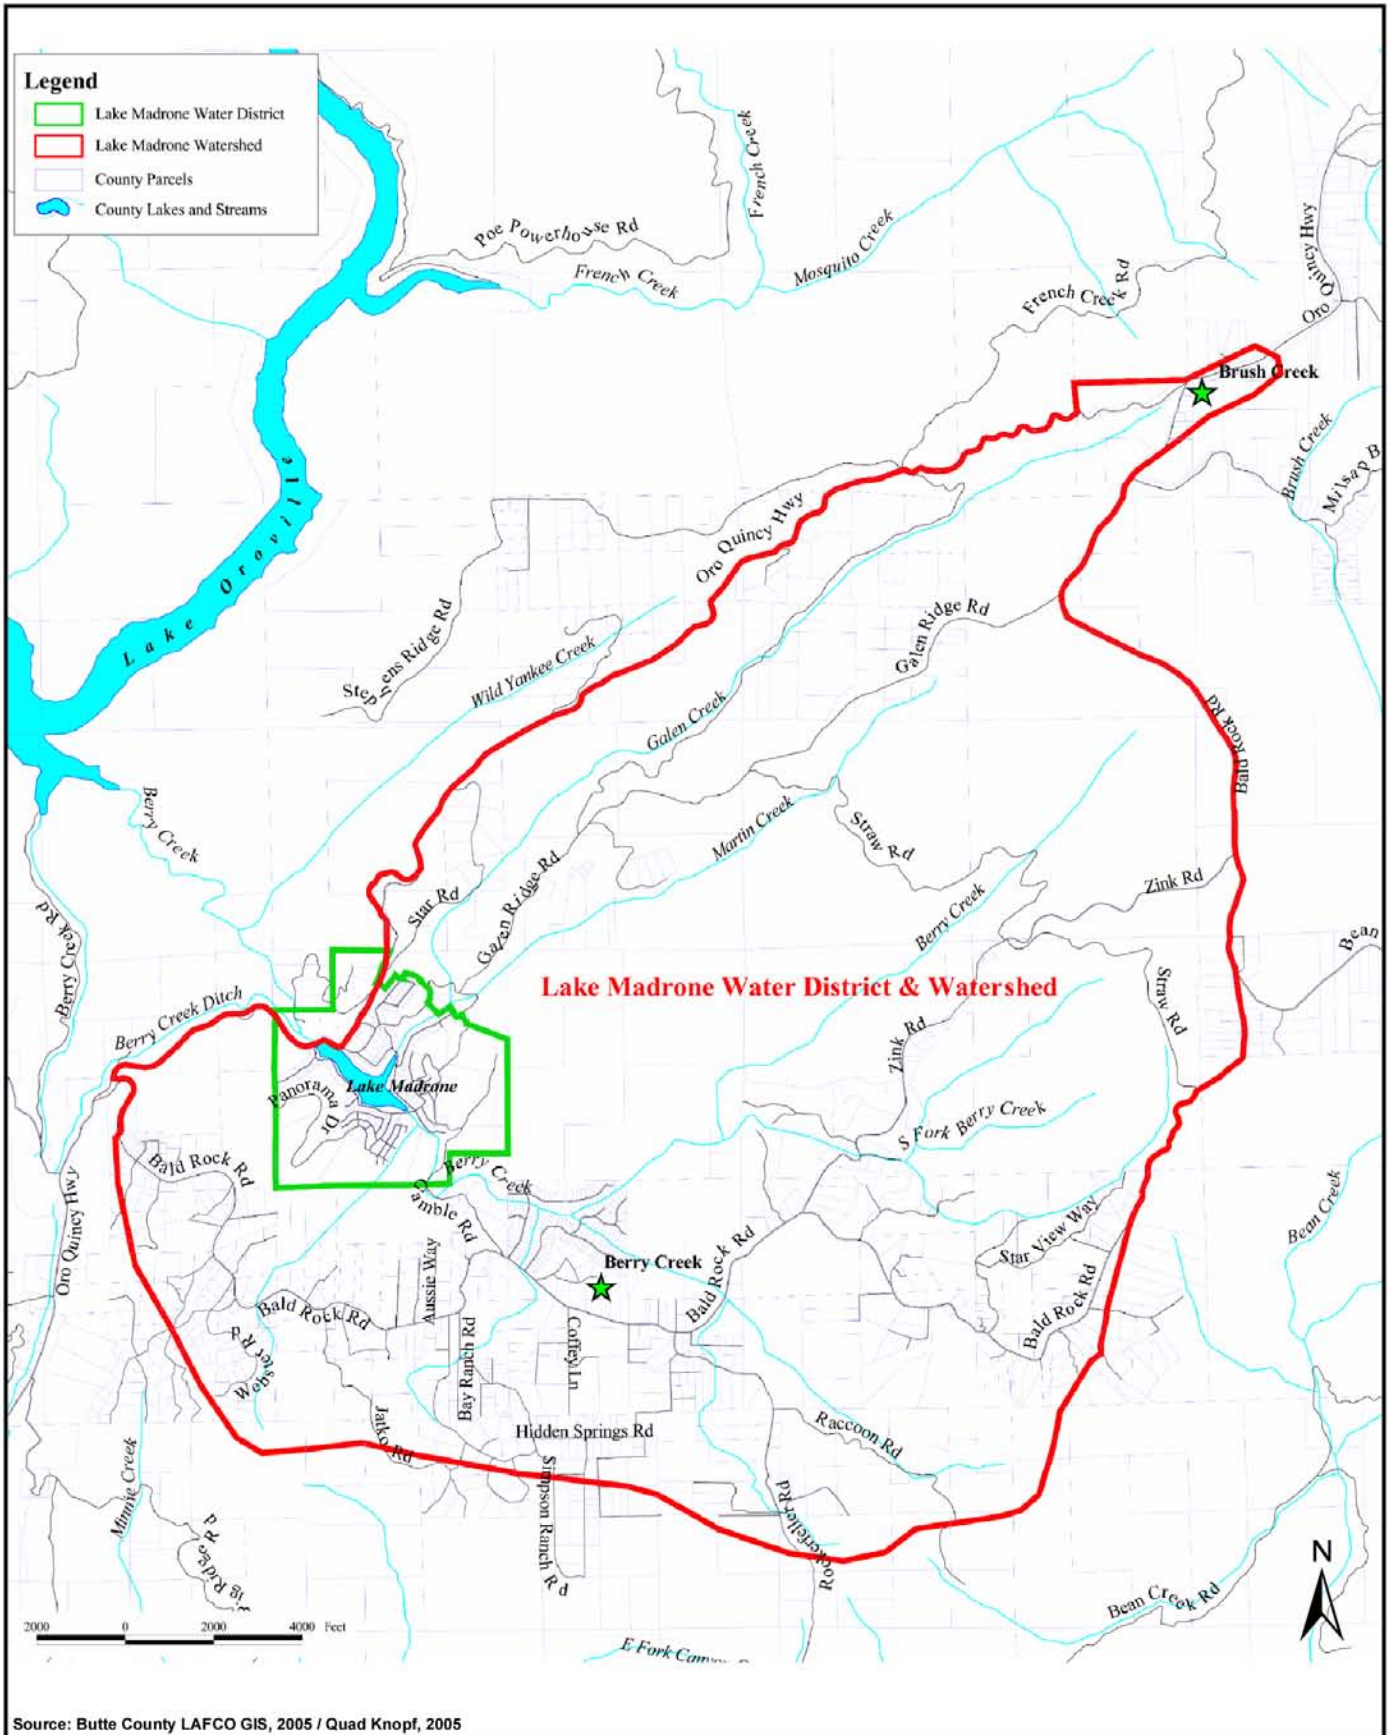 Legend
Lake Madrone Water District
Lake Madrone Watershed
County Parcels
County Lakes and Streams
French Creek
Poe Powerhouse Rd
French Creek
Mosquito Creek
French Creek Rd
Oro Quincy Hwy
Brush Creek
Brush Creek
Milsap B
Lake Oroville
Oro Quincy Hwy
Stephens Ridge Rd
Wild Yankee Creek
Galen Ridge Rd
Galen Creek
Bald Rock Rd
Berry Creek
Martin Creek
Straw Rd
Star Rd
Galen Ridge Rd
Zink Rd
Berry Creek
Bean
Berry Creek Rd
Lake Madrone Water District & Watershed
Straw Rd
Berry Creek Ditch
Zink Rd
Lake Madrone
Panorama Dr
S Fork Berry Creek
Bald Rock Rd
Berry Creek
Gamble Rd
Oro Quincy Hwy
Bean Creek
Star View Way
Aussie Way
Berry Creek
Bald Rock Rd
Bald Rock Rd
Bald Rock Rd
Webster Rd
Bay Ranch Rd
Coffey Ln
Jatko Rd
Hidden Springs Rd
Raccoon Rd
Minnie Creek
Simpson Ranch Rd
Rockerfeller Rd
ig Ridge Rd
N
Bean Creek Rd
2000 0 2000 4000 Feet
E Fork
Source: Butte County LAFCO GIS, 2005 / Quad Knopf, 2005